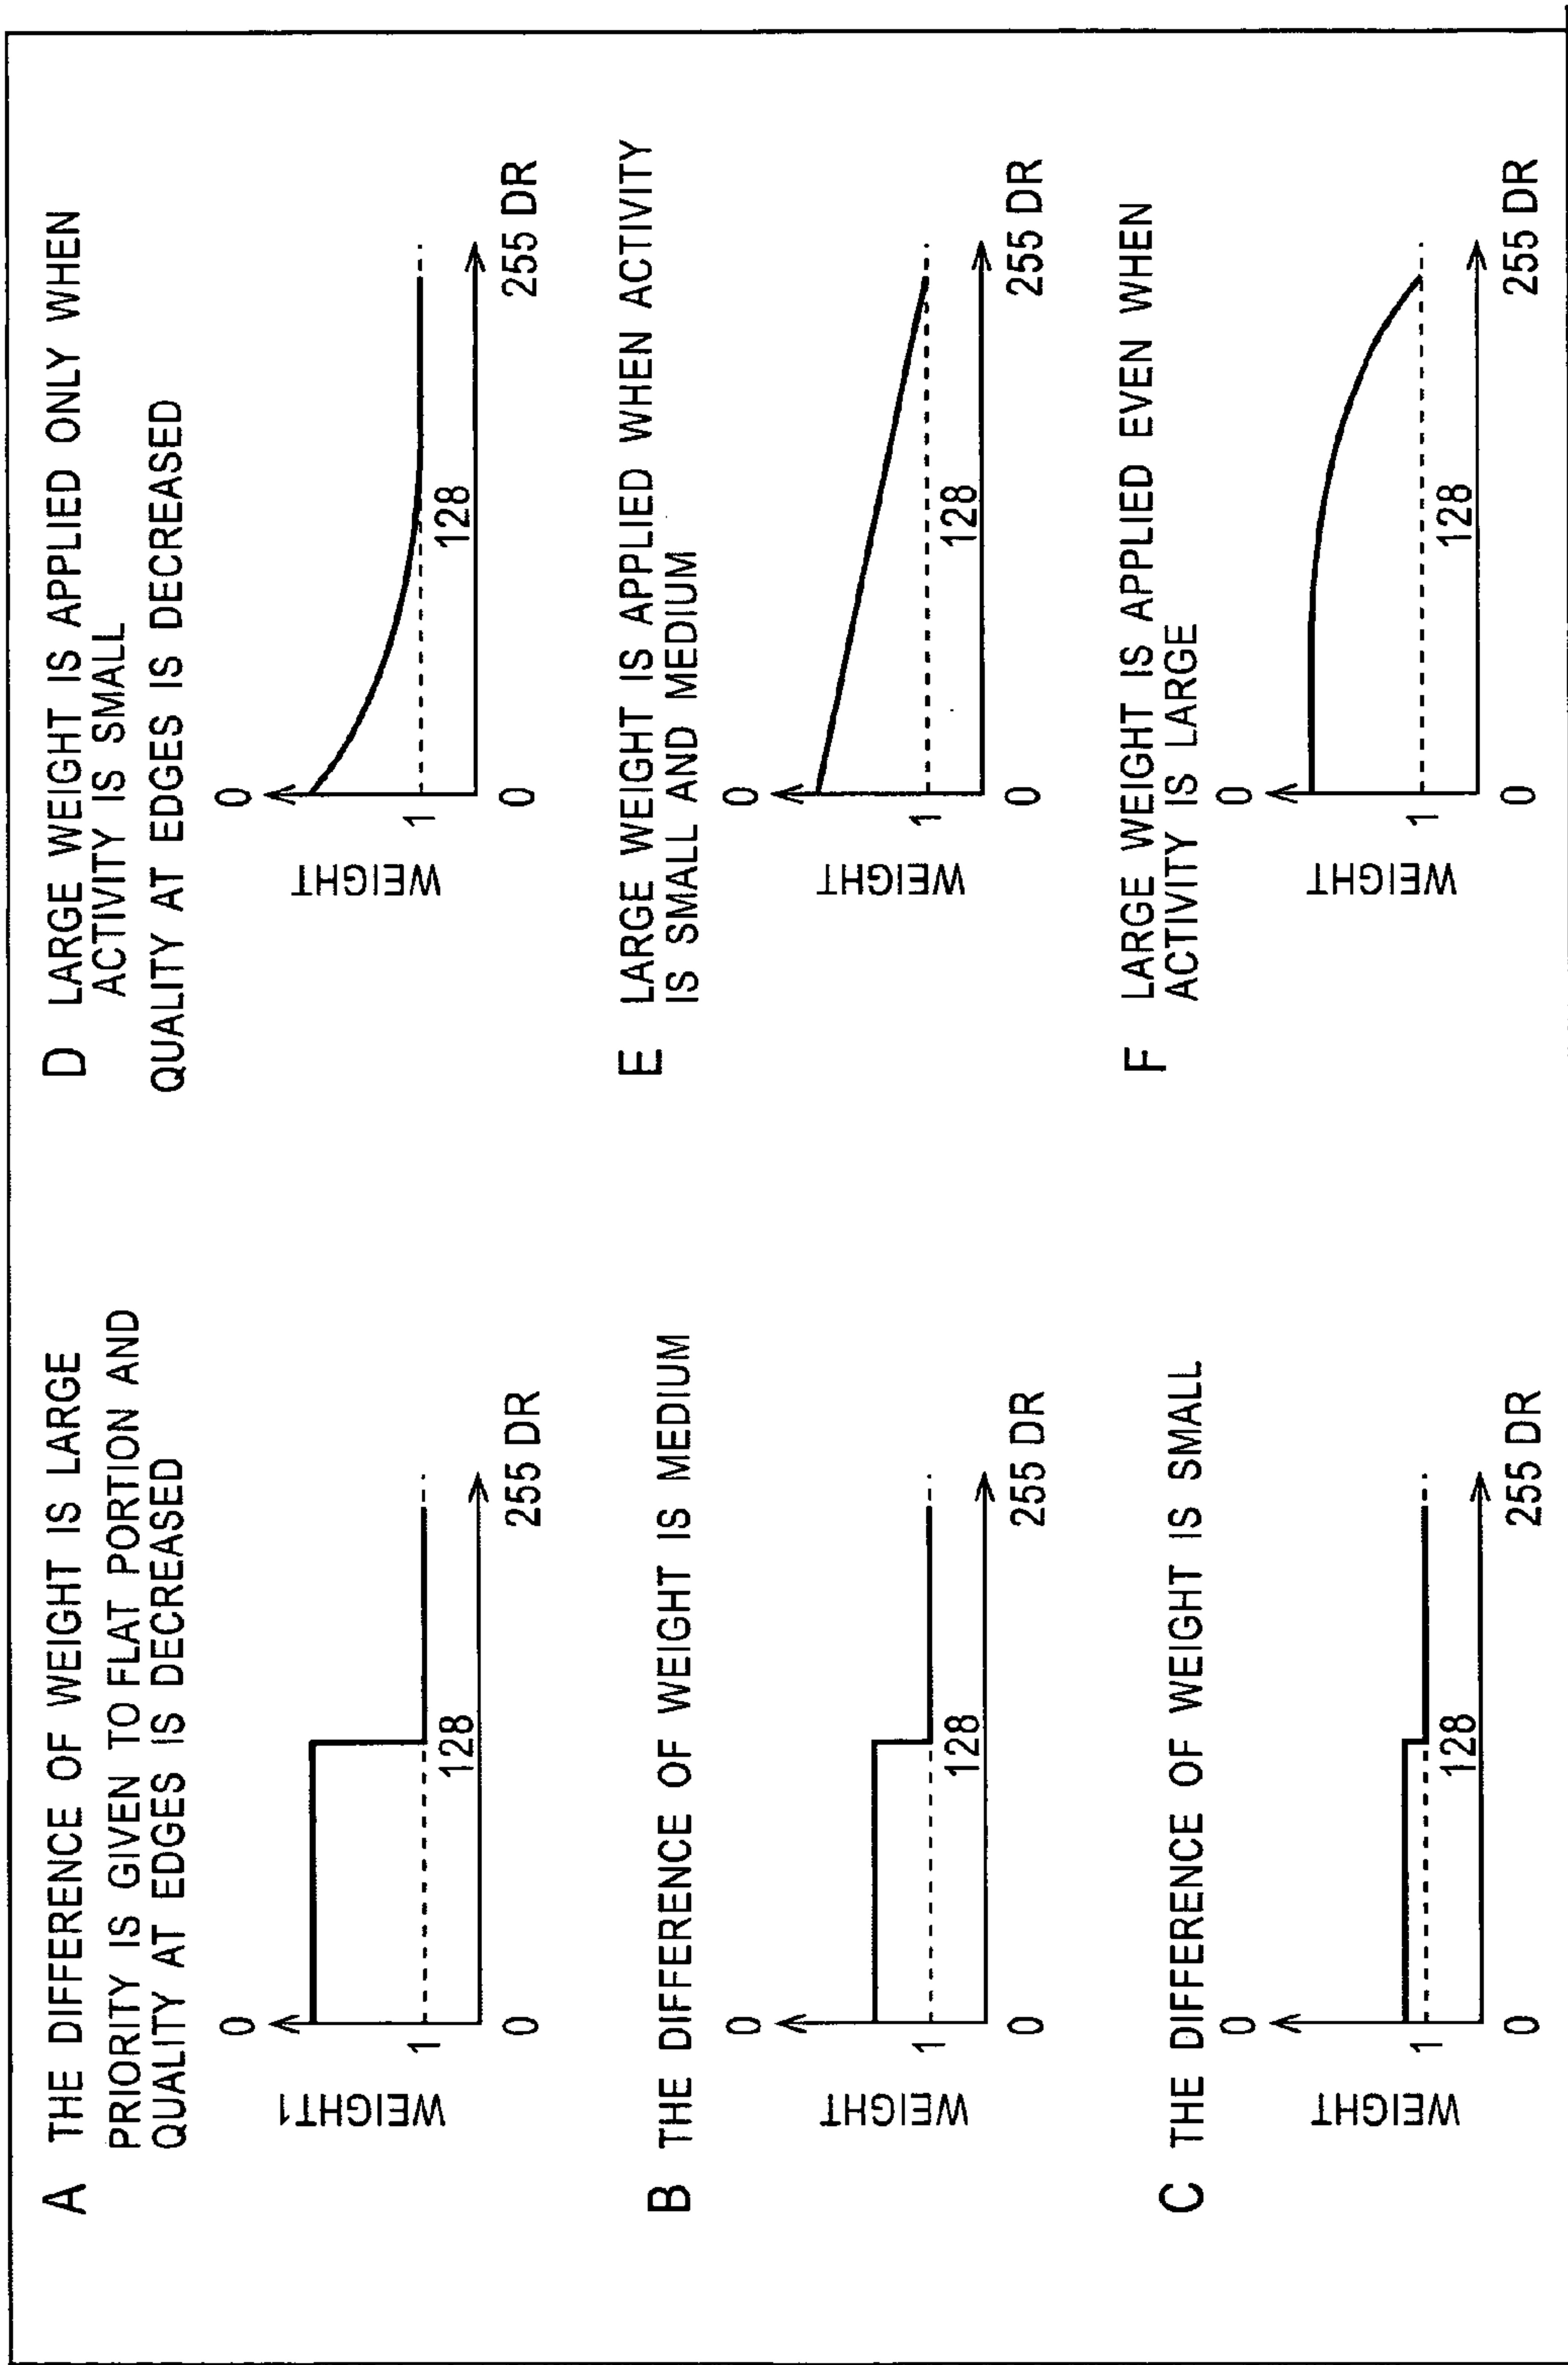 A THE DIFFERENCE OF WEIGHT IS LARGE
PRIORITY IS GIVEN TO FLAT PORTION AND
QUALITY AT EDGES IS DECREASED
0
WEIGHT1
1
128
0
255 DR
B THE DIFFERENCE OF WEIGHT IS MEDIUM
0
WEIGHT
1
128
0
255 DR
C THE DIFFERENCE OF WEIGHT IS SMALL
0
WEIGHT
1
128
0
255 DR
D LARGE WEIGHT IS APPLIED ONLY WHEN
ACTIVITY IS SMALL
QUALITY AT EDGES IS DECREASED
0
WEIGHT
1
128
0
255 DR
E LARGE WEIGHT IS APPLIED WHEN ACTIVITY
IS SMALL AND MEDIUM
0
WEIGHT
1
128
0
255 DR
F LARGE WEIGHT IS APPLIED EVEN WHEN
ACTIVITY IS LARGE
0
WEIGHT
1
128
0
255 DR